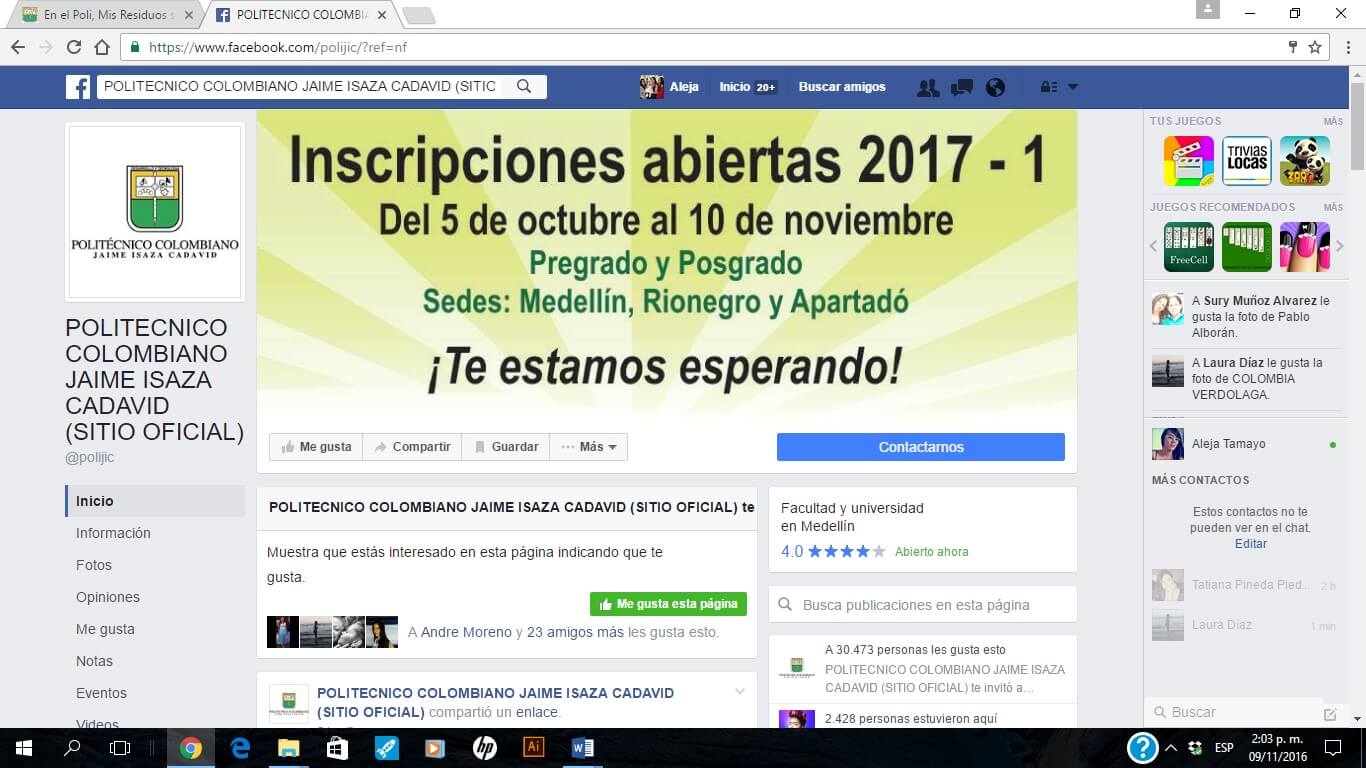 En el Poli, Mis Residuos s
POLITECNICO COLOMBIA
https://www.facebook.com/polijic/?ref=nf
POLITECNICO COLOMBIANO JAIME ISAZA CADAVID (SITIC
Aleja
Inicio 20+
Buscar amigos
POLITÉCNICO COLOMBIANO
JAIME ISAZA CADAVID
POLITECNICO
COLOMBIANO
JAIME ISAZA
CADAVID
(SITIO OFICIAL)
@polijic
Inicio
Información
Fotos
Opiniones
Me gusta
Notas
Eventos
Videos
Inscripciones abiertas 2017 - 1
Del 5 de octubre al 10 de noviembre
Pregrado y Posgrado
Sedes: Medellín, Rionegro y Apartadó
¡Te estamos esperando!
Me gusta
Compartir
Guardar
Más
Contactarnos
POLITECNICO COLOMBIANO JAIME ISAZA CADAVID (SITIO OFICIAL) te
Muestra que estás interesado en esta página indicando que te
gusta.
Me gusta esta página
A Andre Moreno y 23 amigos más les gusta esto.
POLITECNICO COLOMBIANO JAIME ISAZA CADAVID
(SITIO OFICIAL) compartió un enlace.
Facultad y universidad
en Medellín
4.0 Abierto ahora
Busca publicaciones en esta página
A 30.473 personas les gusta esto
POLITECNICO COLOMBIANO JAIME ISAZA
CADAVID (SITIO OFICIAL) te invitó a...
2.428 personas estuvieron aquí
TUS JUEGOS
MÁS
TRIVIAS
LOCAS
ZOO
JUEGOS RECOMENDADOS
MÁS
FreeCell
A Sury Muñoz Alvarez le
gusta la foto de Pablo
Alborán.
A Laura Díaz le gusta la
foto de COLOMBIA
VERDOLAGA.
Aleja Tamayo
MÁS CONTACTOS
Estos contactos no te
pueden ver en el chat.
Editar
Tatiana Pineda Pied... 2 h
Laura Díaz 1 min
Buscar
hp
Ai
ESP
2:03 p. m.
09/11/2016